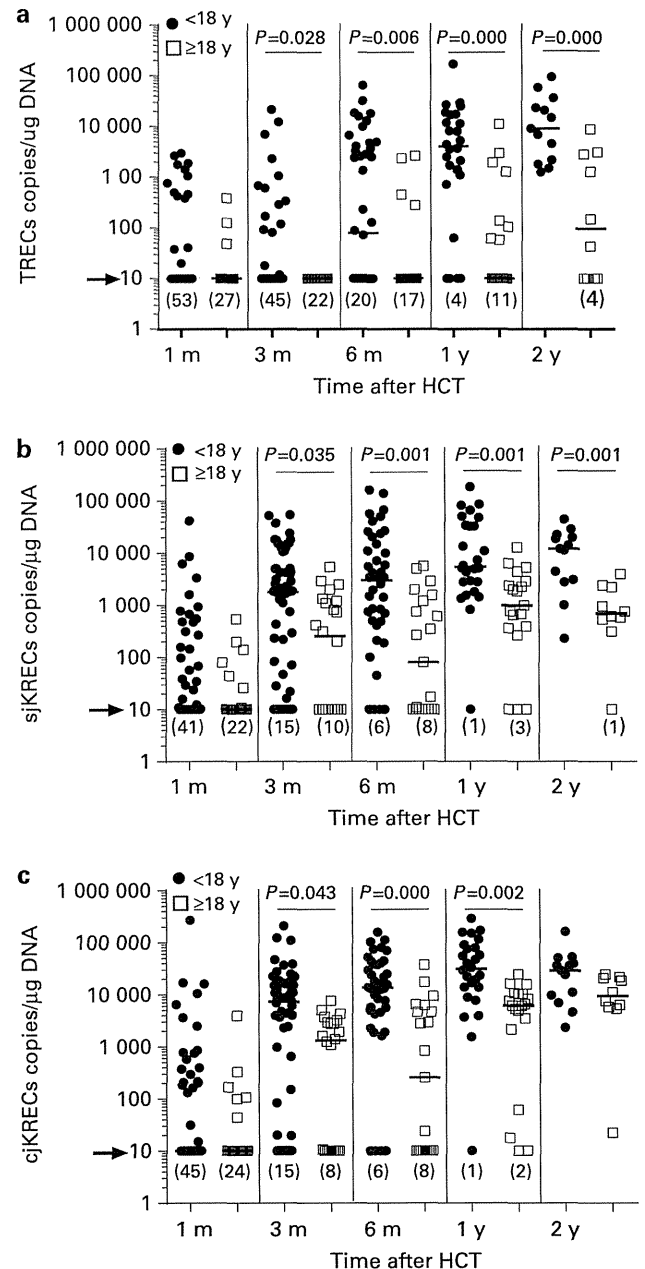 a
<18 y
≥18 y
P=0.028 P=0.006 P=0.000 P=0.000
TRECs copies/ug DNA
1 000 000
100 000
10 000
1 00
100
10
1
(53) (27) (45) (22) (20) (17) (4) (11) (4)
1 m 3 m 6 m 1 y 2 y
Time after HCT
b
<18 y
≥18 y
P=0.035 P=0.001 P=0.001 P=0.001
sjKRECs copies/µg DNA
1 000 000
100 000
10 000
1 000
100
10
1
(41) (22) (15) (10) (6) (8) (1) (3) (1)
1 m 3 m 6 m 1 y 2 y
Time after HCT
c
<18 y
≥18 y
P=0.043 P=0.000 P=0.002
cjKRECs copies/µg DNA
1 000 000
100 000
10 000
1 000
100
10
1
(45) (24) (15) (8) (6) (8) (1) (2)
1 m 3 m 6 m 1 y 2 y
Time after HCT